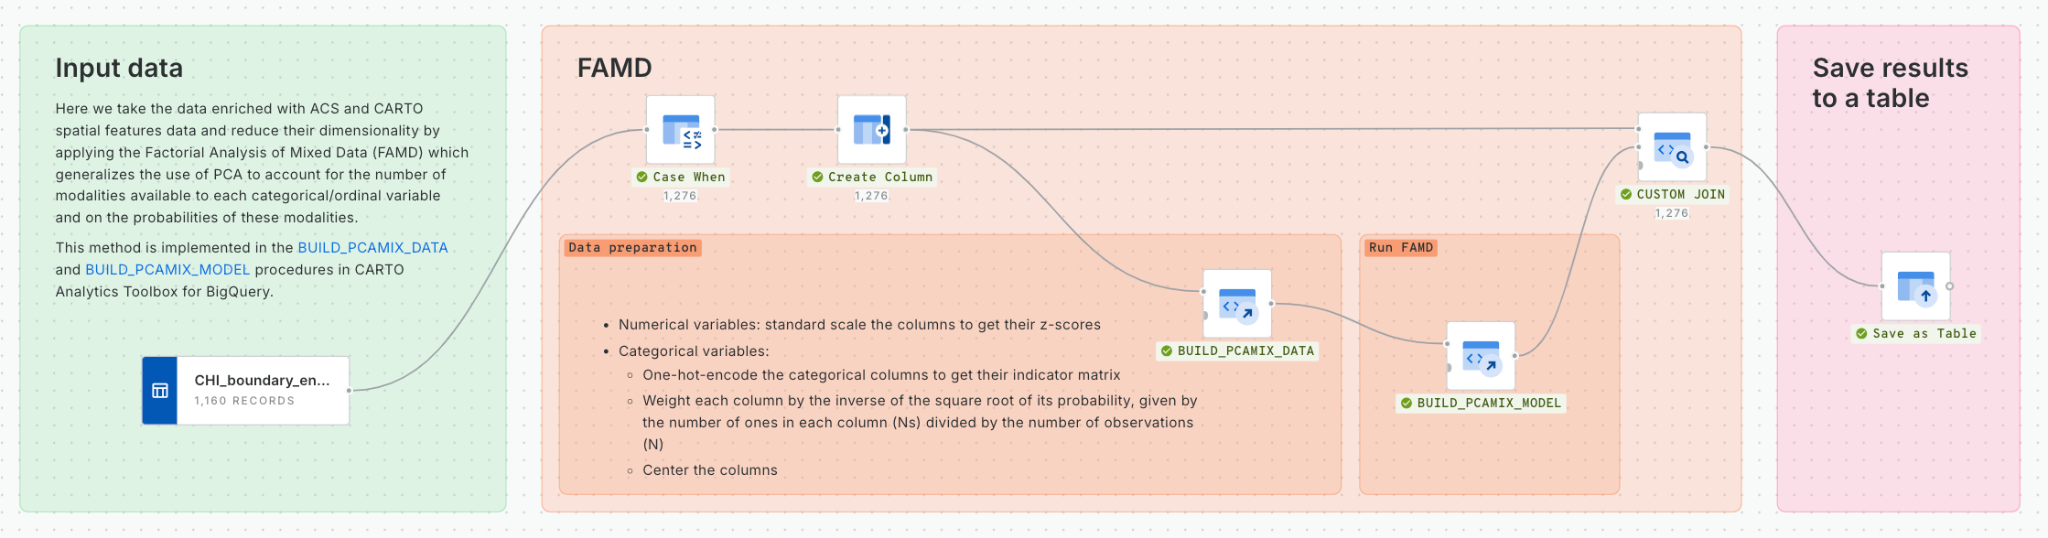 Input data
Here we take the data enriched with ACS and CARTO
spatial features data and reduce their dimensionality by
applying the Factorial Analysis of Mixed Data (FAMD) which
generalizes the use of PCA to account for the number of
modalities available to each categorical/ordinal variable
and on the probabilities of these modalities.
This method is implemented in the BUILD_PCAMIX_DATA
and BUILD_PCAMIX_MODEL procedures in CARTO
Analytics Toolbox for BigQuery.
CHI_boundary_en...
1,160 RECORDS
FAMD
Case When
1,276
Create Column
1,276
CUSTOM JOIN
1,276
Data preparation
• Numerical variables: standard scale the columns to get their z-scores
• Categorical variables:
◦ One-hot-encode the categorical columns to get their indicator matrix
◦ Weight each column by the inverse of the square root of its probability, given by
the number of ones in each column (Ns) divided by the number of observations
(N)
◦ Center the columns
BUILD_PCAMIX_DATA
Run FAMD
BUILD_PCAMIX_MODEL
Save results
to a table
Save as Table